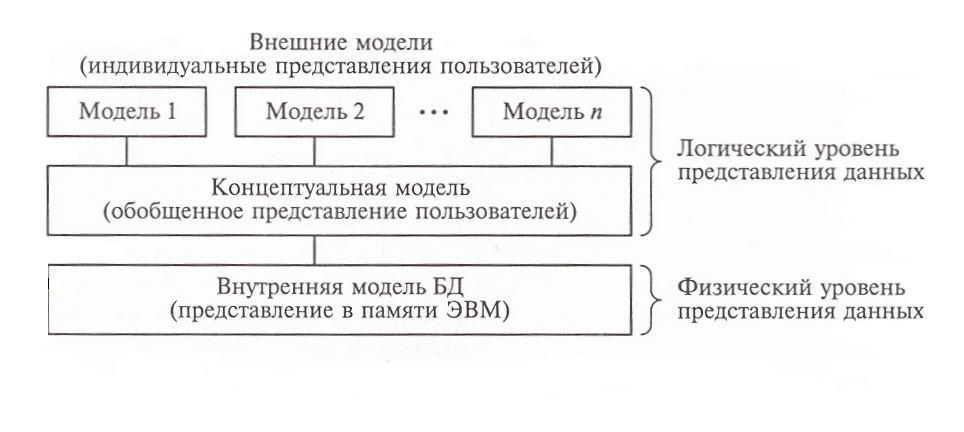 Внешние модели
(индивидуальные представления пользователей)
Модель 1
Модель 2
...
Модель n
Логический уровень
представления данных
Концептуальная модель
(обобщенное представление пользователей)
Внутренняя модель БД
(представление в памяти ЭВМ)
Физический уровень
представления данных